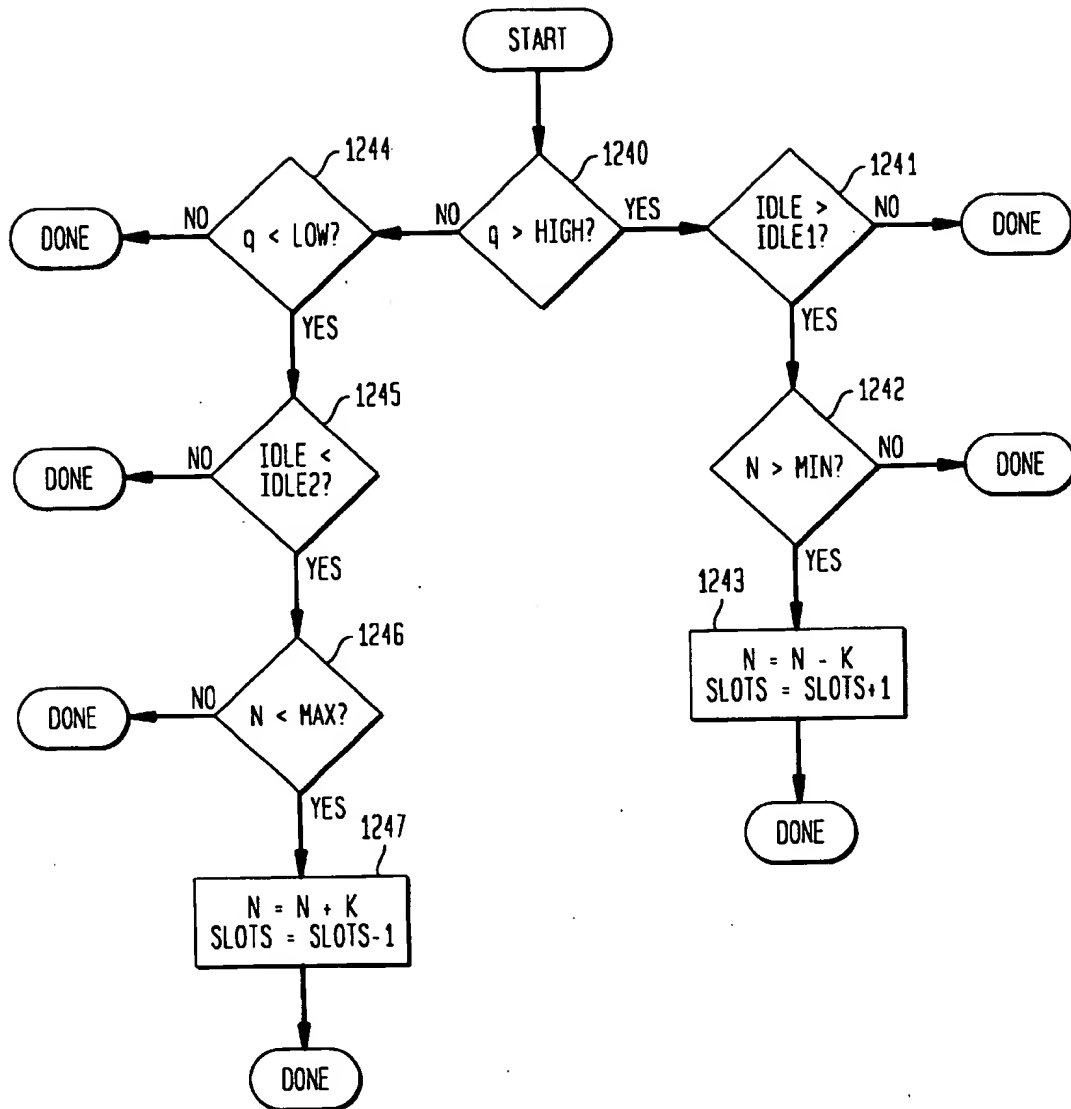 START
1244
1240
1241
NO
q < LOW?
NO
q > HIGH?
YES
IDLE >
IDLE1?
NO
DONE
DONE
YES
YES
1245
1242
DONE
NO
IDLE <
IDLE2?
N > MIN?
NO
DONE
YES
YES
1243
1246
N = N - K
SLOTS = SLOTS+1
DONE
NO
N < MAX?
YES
DONE
1247
N = N + K
SLOTS = SLOTS-1
DONE